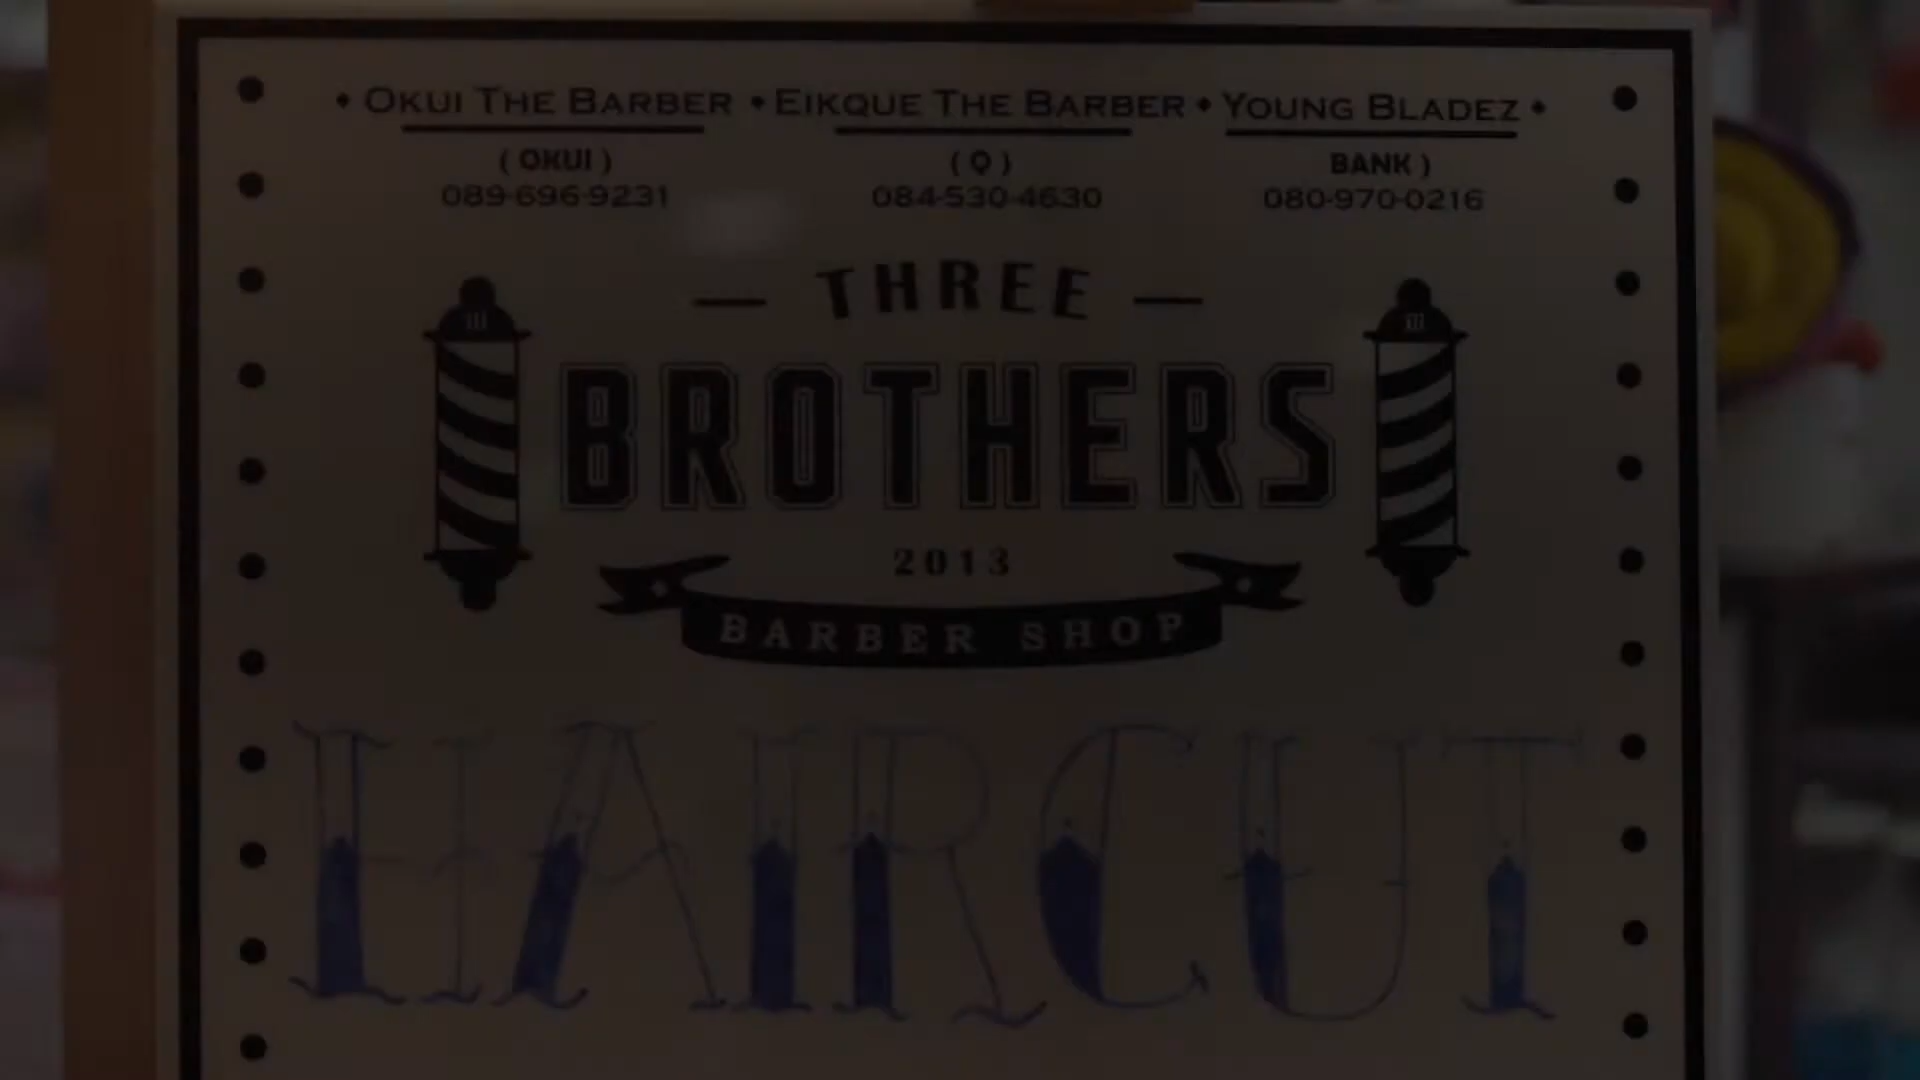 • OKUI THE BARBER • EIKQUE THE BARBER • YOUNG BLADEZ •
( OKUI ) ( Q ) BANK )
089-696-9231 084-530-4630 080-970-0216
— THREE —
BROTHERS
2013
BARBER SHOP
HAIRCUT